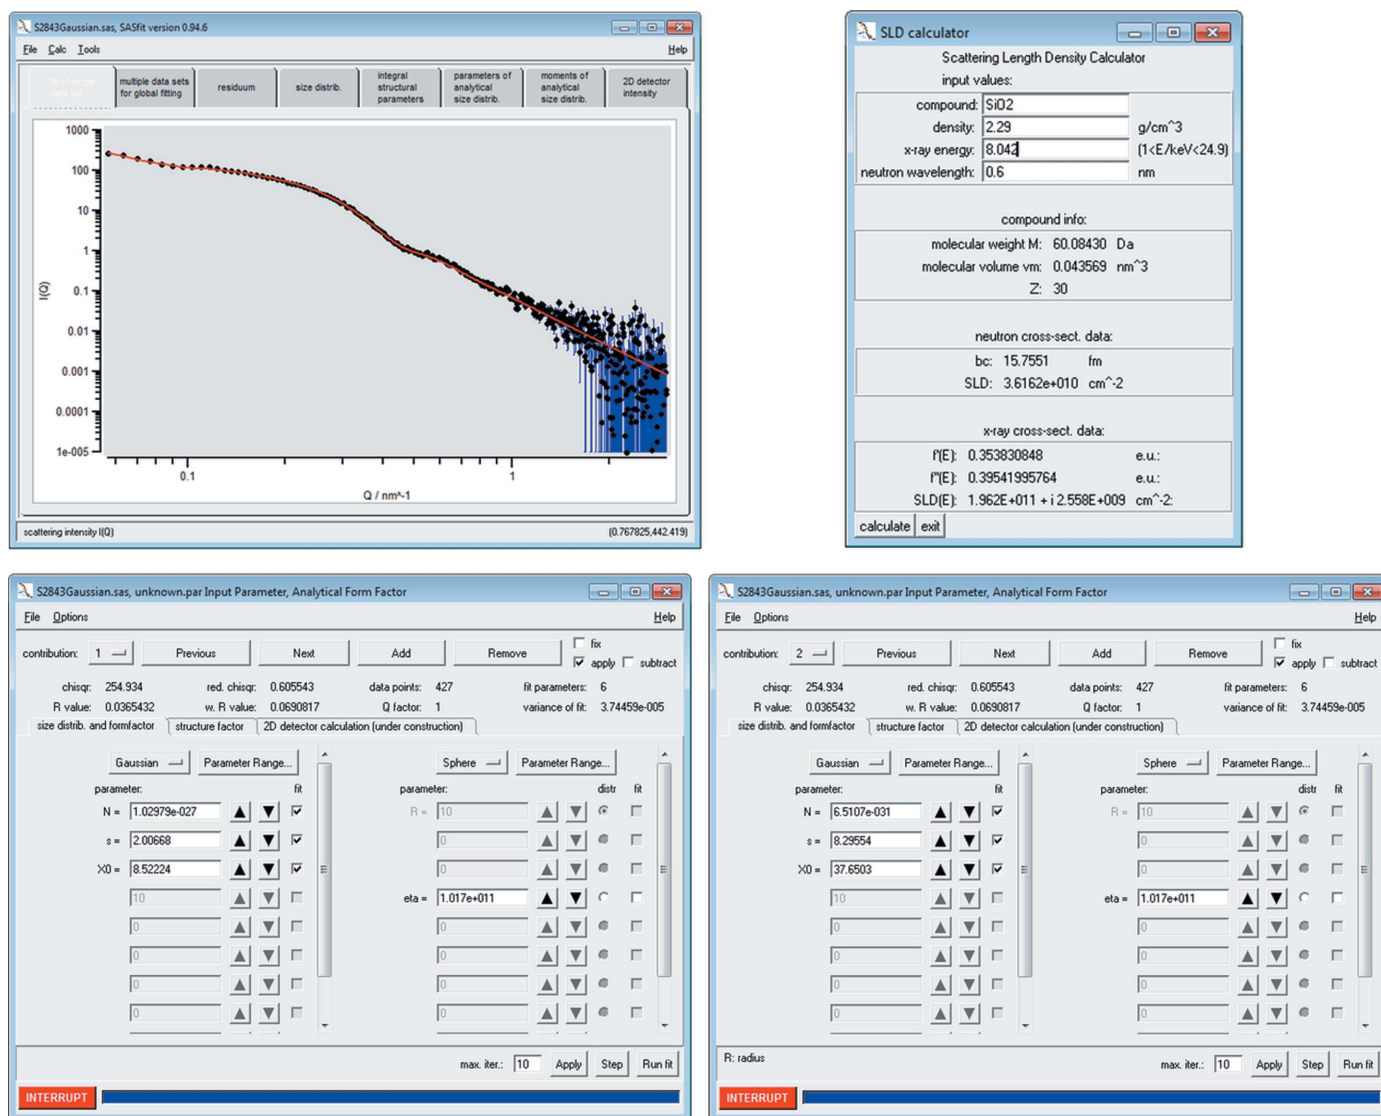 S2843Gaussian.sas, SASfit version 0.94.6
File Calc Tools Help
multiple data sets
for global fitting
residuum
size distrib.
integral
structural
parameters
parameters of
analytical
size distrib.
moments of
analytical
size distrib.
2D detector
intensity
1000
100
10
1
0.1
0.01
0.001
0.0001
1e-005
I(Q)
0.1 1
Q / nm^-1
scattering intensity I(Q) (0.767825,442.419)
SLD calculator
Scattering Length Density Calculator
input values:
compound: SiO2
density: 2.29 g/cm^3
x-ray energy: 8.042 (1<E/keV<24.9)
neutron wavelength: 0.6 nm
compound info:
molecular weight M: 60.08430 Da
molecular volume vm: 0.043569 nm^3
Z: 30
neutron cross-sect. data:
bc: 15.7551 fm
SLD: 3.6162e+010 cm^-2
x-ray cross-sect. data:
f'(E): 0.353830848 e.u.:
f''(E): 0.39541995764 e.u.:
SLD(E): 1.962E+011 + i 2.558E+009 cm^-2:
calculate exit
S2843Gaussian.sas, unknown.par Input Parameter, Analytical Form Factor
File Options Help
contribution: 1 Previous Next Add Remove
fix
apply subtract
chisqr: 254.934 red. chisqr: 0.605543 data points: 427 fit parameters: 6
R value: 0.0365432 w. R value: 0.0690817 Q factor: 1 variance of fit: 3.74459e-005
size distrib. and formfactor structure factor 2D detector calculation (under construction)
Gaussian Parameter Range... Sphere Parameter Range...
parameter: fit parameter: distr fit
N = 1.02979e-027 R = 10
s = 2.00668 0
X0 = 8.52224 0
10 eta = 1.017e+011
0 0
0 0
0 0
0 0
max. iter.: 10 Apply Step Run fit
INTERRUPT
S2843Gaussian.sas, unknown.par Input Parameter, Analytical Form Factor
File Options Help
contribution: 2 Previous Next Add Remove
fix
apply subtract
chisqr: 254.934 red. chisqr: 0.605543 data points: 427 fit parameters: 6
R value: 0.0365432 w. R value: 0.0690817 Q factor: 1 variance of fit: 3.74459e-005
size distrib. and formfactor structure factor 2D detector calculation (under construction)
Gaussian Parameter Range... Sphere Parameter Range...
parameter: fit parameter: distr fit
N = 6.5107e-031 R = 10
s = 8.29554 0
X0 = 37.6503 0
10 eta = 1.017e+011
0 0
0 0
0 0
0 0
R: radius
max. iter.: 10 Apply Step Run fit
INTERRUPT